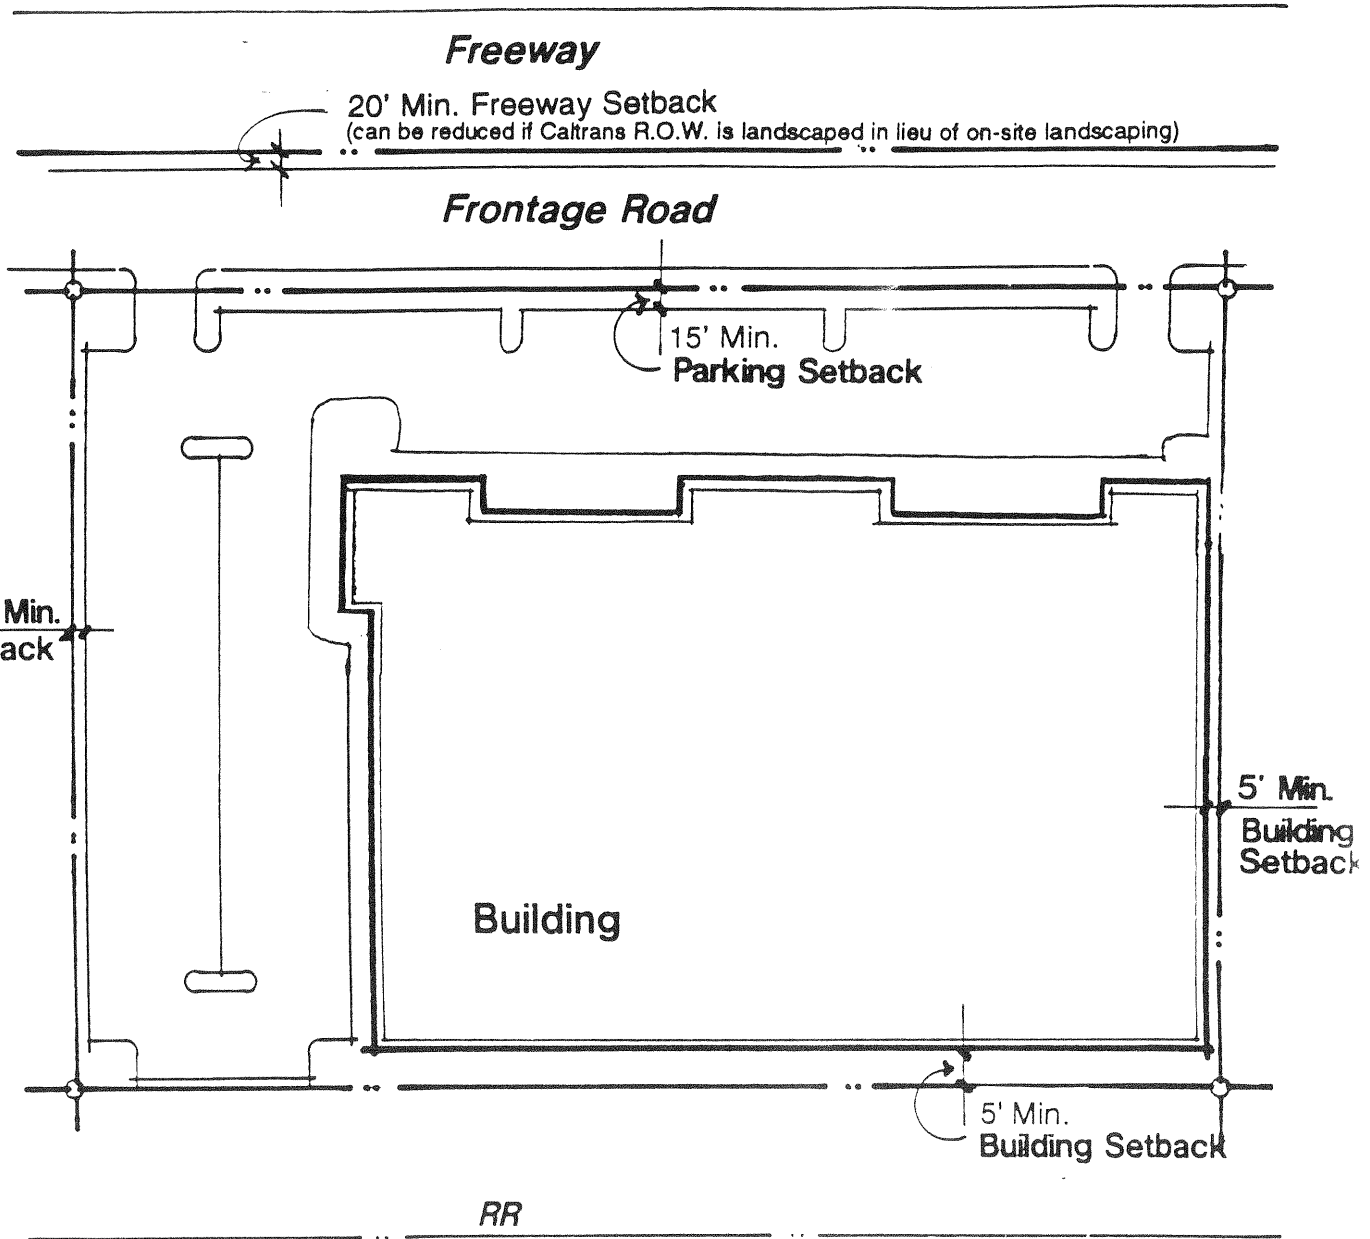 Freeway
20' Min. Freeway Setback
(can be reduced if Caltrans R.O.W. is landscaped in lieu of on-site landscaping)
Frontage Road
15' Min.
Parking Setback
Min.
ack
5' Min.
Building
Setback
Building
5' Min.
Building Setback
RR